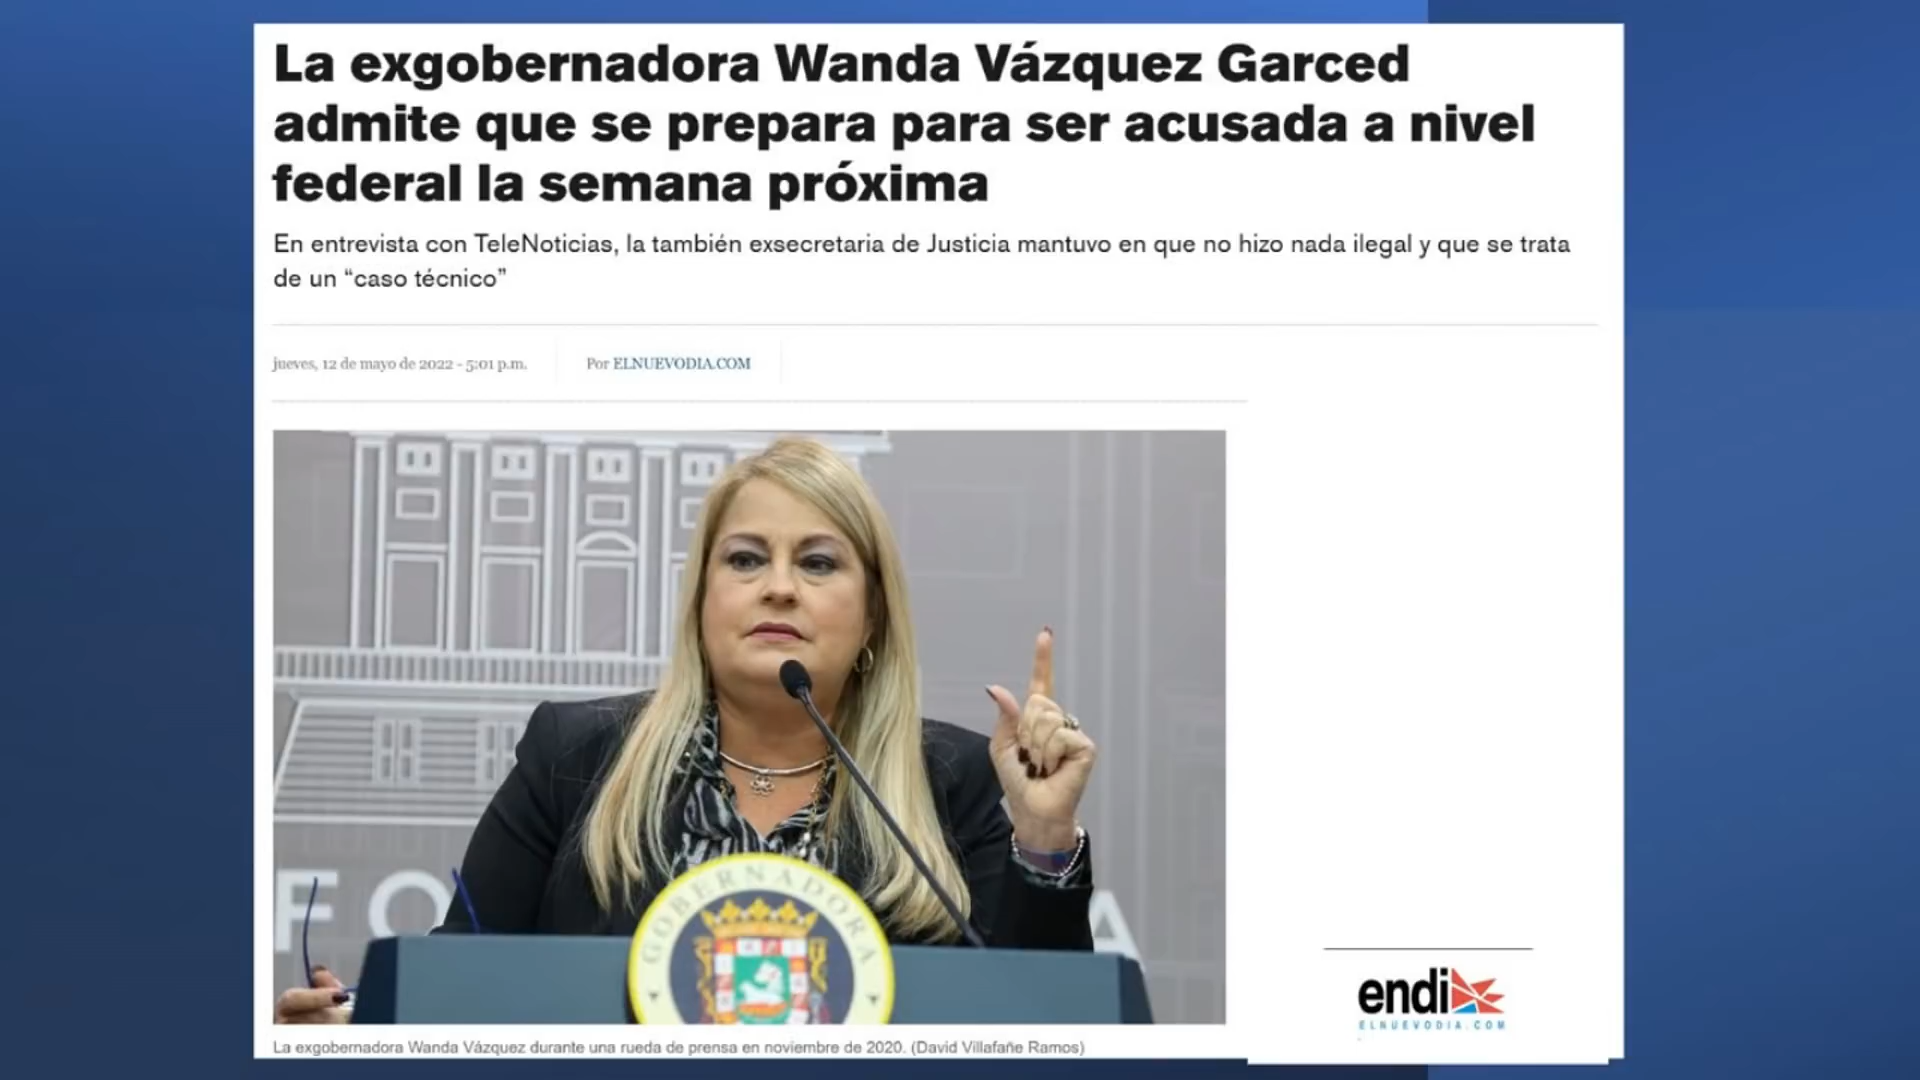 La exgobernadora Wanda Vázquez Garced
admite que se prepara para ser acusada a nivel
federal la semana próxima
En entrevista con TeleNoticias, la también exsecretaria de Justicia mantuvo en que no hizo nada ilegal y que se trata
de un “caso técnico”
jueves, 12 de mayo de 2022 - 5:01 p.m.
Por ELNUEVODIA.COM
FO
A
GOBERNADORA
endi
ELNUEVODIA.COM
La exgobernadora Wanda Vázquez durante una rueda de prensa en noviembre de 2020. (David Villafañe Ramos)